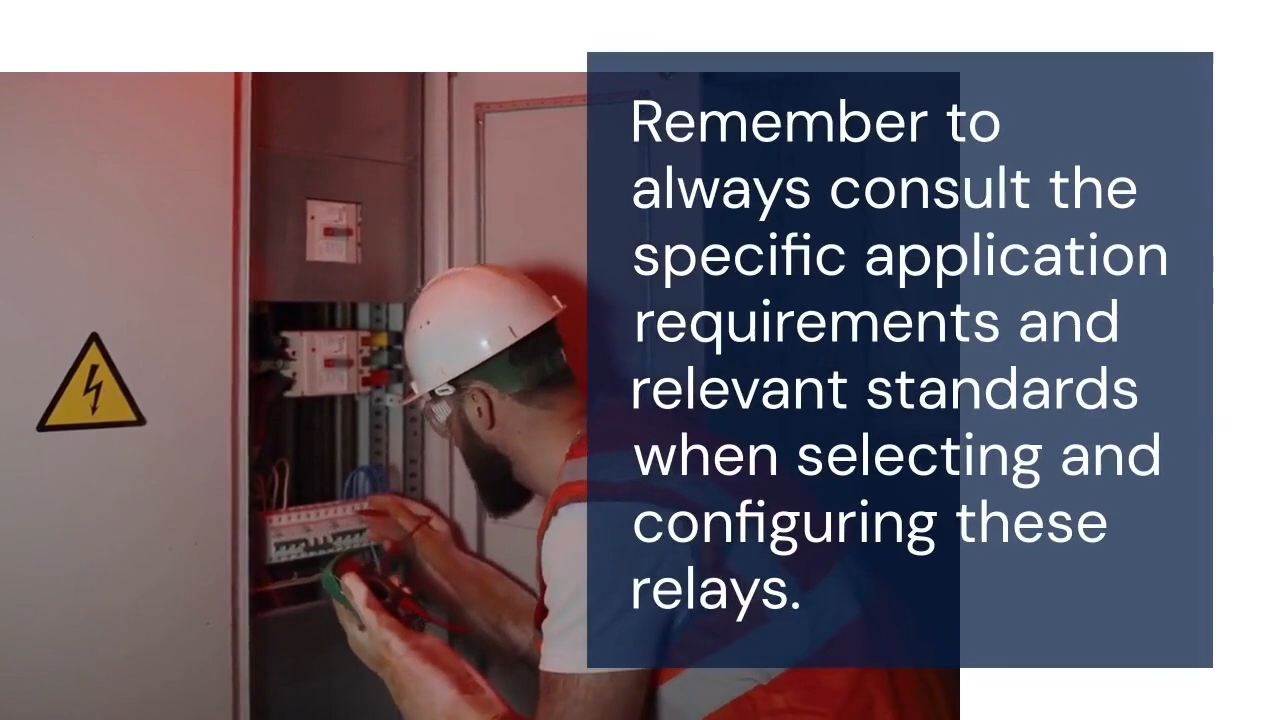 Remember to
always consult the
specific application
requirements and
relevant standards
when selecting and
configuring these
relays.